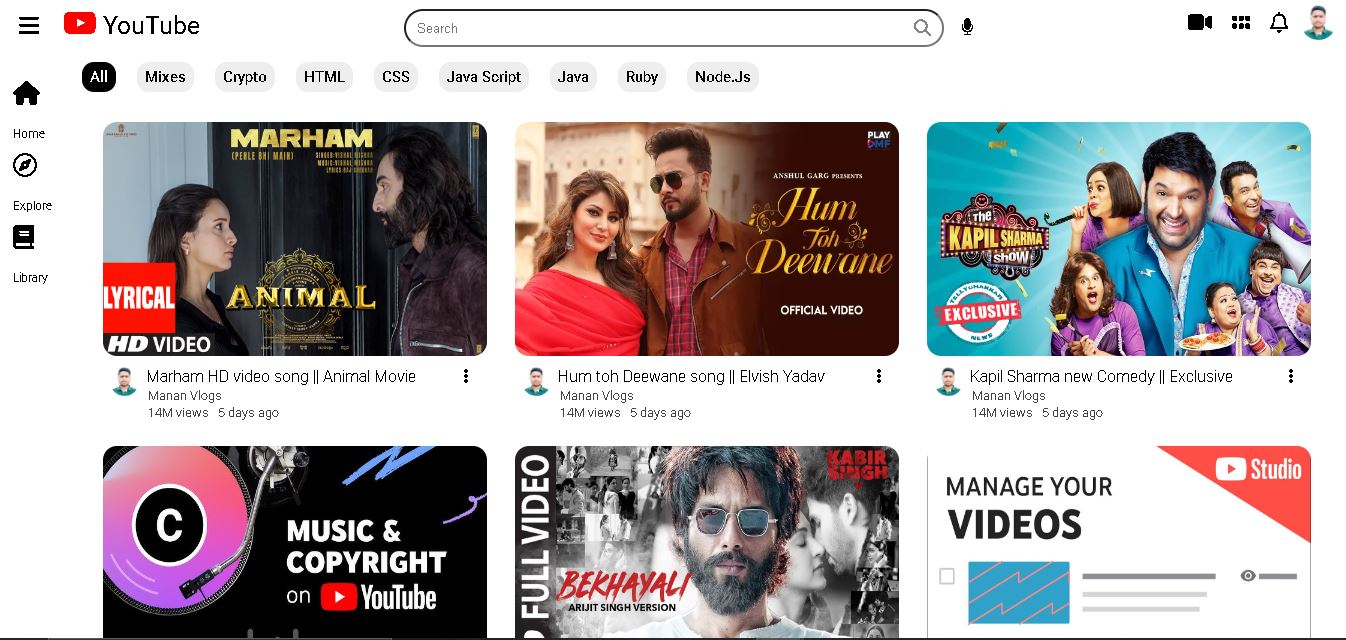 YouTube
Search
All Mixes Crypto HTML CSS Java Script Java Ruby Node.Js
Home
Explore
Library
MARHAM
(PEHLE BHI MAIN)
SINGER: VISHAL MISHRA
MUSIC: VISHAL MISHRA
LYRICS: RAJ SHEKHAR
ANIMAL
LYRICAL
HD VIDEO
Marham HD video song || Animal Movie
Manan Vlogs
14M views 5 days ago
PLAY
DMF
ANSHUL GARG PRESENTS
Hum
Toh
Deewane
OFFICIAL VIDEO
Hum toh Deewane song || Elvish Yadav
Manan Vlogs
14M views 5 days ago
The
KAPIL SHARMA
Show
TELLYCHAKKAR
EXCLUSIVE
NEWS
Kapil Sharma new Comedy || Exclusive
Manan Vlogs
14M views 5 days ago
C
MUSIC &
COPYRIGHT
on YouTube
FULL VIDEO
KABIR
SINGH
BEKHAYALI
ARIJIT SINGH VERSION
Studio
MANAGE YOUR
VIDEOS